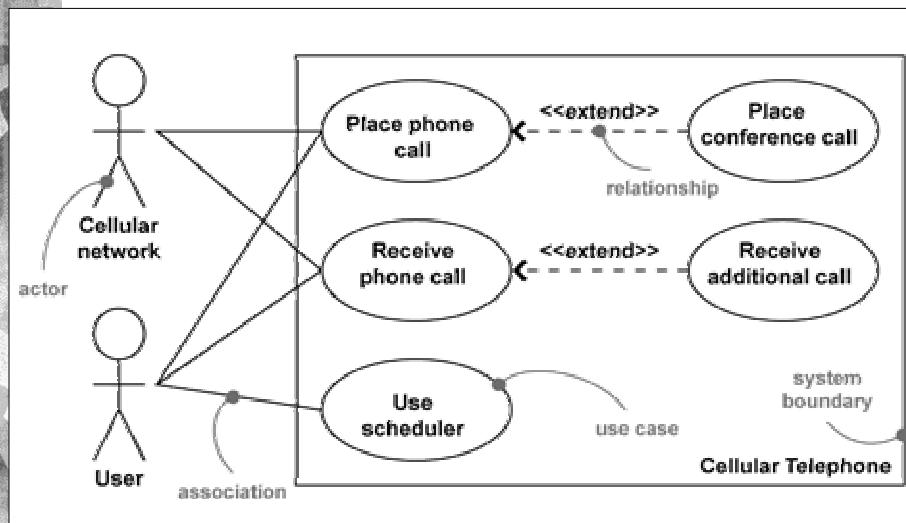 Place phone
call
<<extend>>
Place
conference call
relationship
Cellular
network
actor
Receive
phone call
<<extend>>
Receive
additional call
Use
scheduler
use case
system
boundary
Cellular Telephone
User
association